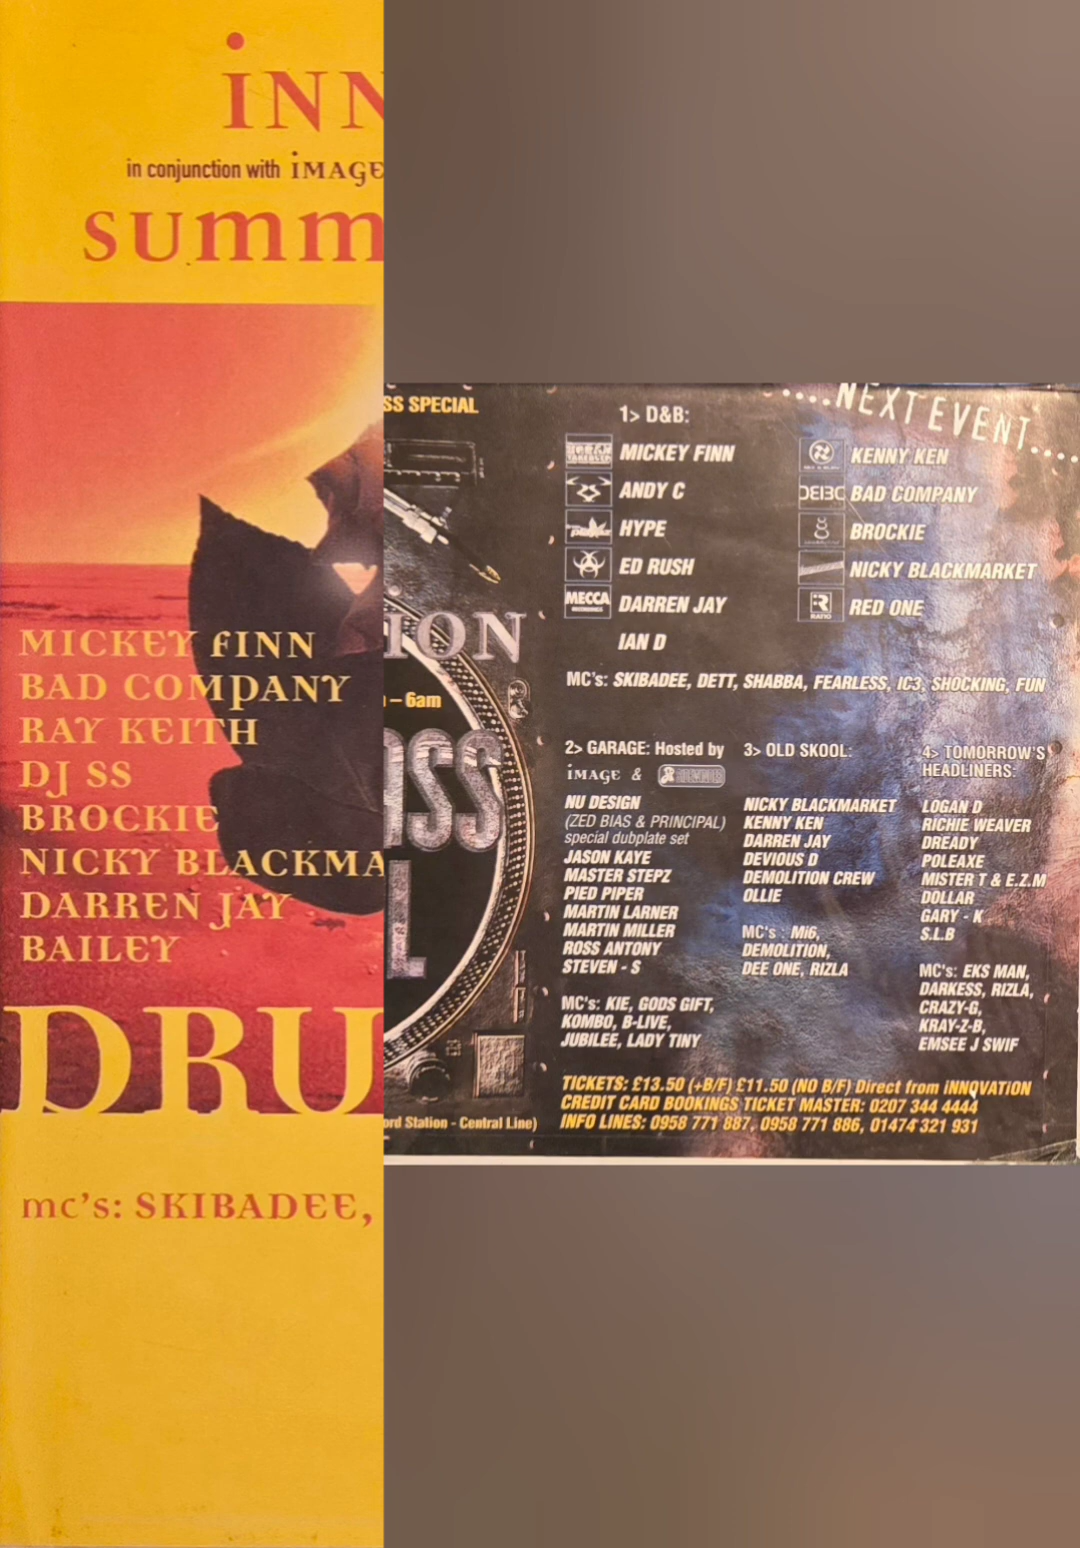 iNN
in conjunction with iMAGE
summ
MICKEY FINN
BAD COMPANY
RAY KEITH
DJ SS
BROCKIE
NICKY BLACKMA
DARREN JAY
BAILEY
DRU
mc's: SKIBADEE,
SS SPECIAL
....NEXT EVENT....
1> D&B:
MICKEY FINN
ANDY C
HYPE
ED RUSH
MECCA
DARREN JAY
IAN D
KENNY KEN
BAD COMPANY
BROCKIE
NICKY BLACKMARKET
RATIO
RED ONE
iON
– 6am
ASS
L
MC's: SKIBADEE, DETT, SHABBA, FEARLESS, IC3, SHOCKING, FUN
2> GARAGE: Hosted by
iMAGE &
NU DESIGN
(ZED BIAS & PRINCIPAL)
special dubplate set
JASON KAYE
MASTER STEPZ
PIED PIPER
MARTIN LARNER
MARTIN MILLER
ROSS ANTONY
STEVEN - S
MC's: KIE, GODS GIFT,
KOMBO, B-LIVE,
JUBILEE, LADY TINY
3> OLD SKOOL:
NICKY BLACKMARKET
KENNY KEN
DARREN JAY
DEVIOUS D
DEMOLITION CREW
OLLIE
MC's : Mi6,
DEMOLITION,
DEE ONE, RIZLA
4> TOMORROW'S
HEADLINERS:
LOGAN D
RICHIE WEAVER
DREADY
POLEAXE
MISTER T & E.Z.M
DOLLAR
GARY - K
S.L.B
MC's: EKS MAN,
DARKESS, RIZLA,
CRAZY-G,
KRAY-Z-B,
EMSEE J SWIF
TICKETS: £13.50 (+B/F) £11.50 (NO B/F) Direct from iNNOVATiON
CREDIT CARD BOOKINGS TICKET MASTER: 0207 344 4444
INFO LINES: 0958 771 887, 0958 771 886, 01474 321 931
ord Station - Central Line)